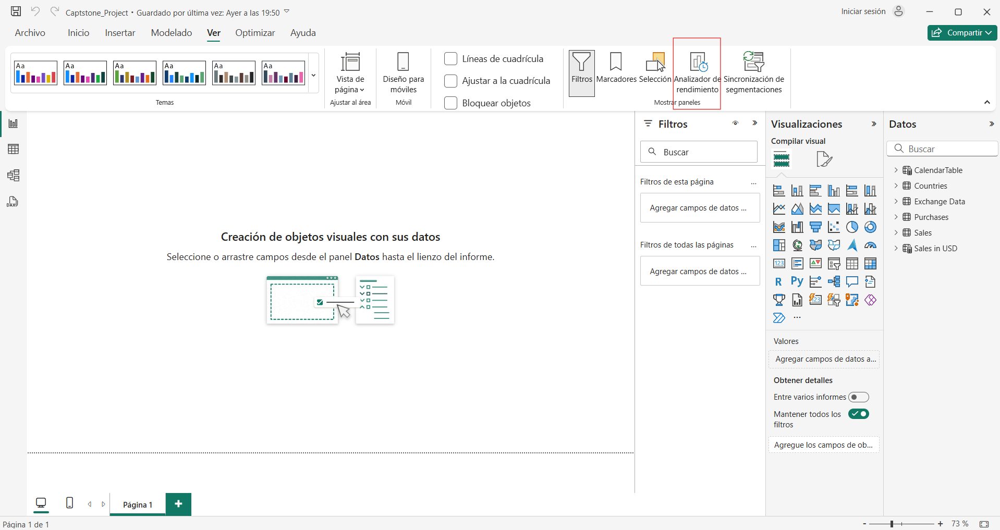 Captstone_Project • Guardado por última vez: Ayer a las 19:50
Iniciar sesión
Archivo Inicio Insertar Modelado Ver Optimizar Ayuda
Compartir
Aa Aa Aa Aa Aa Aa
Temas
Vista de
página
Ajustar al área
Diseño para
móviles
Móvil
Líneas de cuadrícula
Ajustar a la cuadrícula
Bloquear objetos
Filtros
Marcadores
Selección
Analizador de
rendimiento
Sincronización de
segmentaciones
Mostrar paneles
DAX
Creación de objetos visuales con sus datos
Seleccione o arrastre campos desde el panel Datos hasta el lienzo del informe.
Filtros
Buscar
Filtros de esta página ...
Agregar campos de datos ...
Filtros de todas las páginas ...
Agregar campos de datos ...
Visualizaciones
Compilar visual
123
R Py
123
...
Valores
Agregar campos de datos a...
Obtener detalles
Entre varios informes
Mantener todos los
filtros
Agregue los campos de ob...
Datos
Buscar
CalendarTable
Countries
Exchange Data
Purchases
Sales
Sales in USD
Página 1
+
Página 1 de 1
- + 73 %